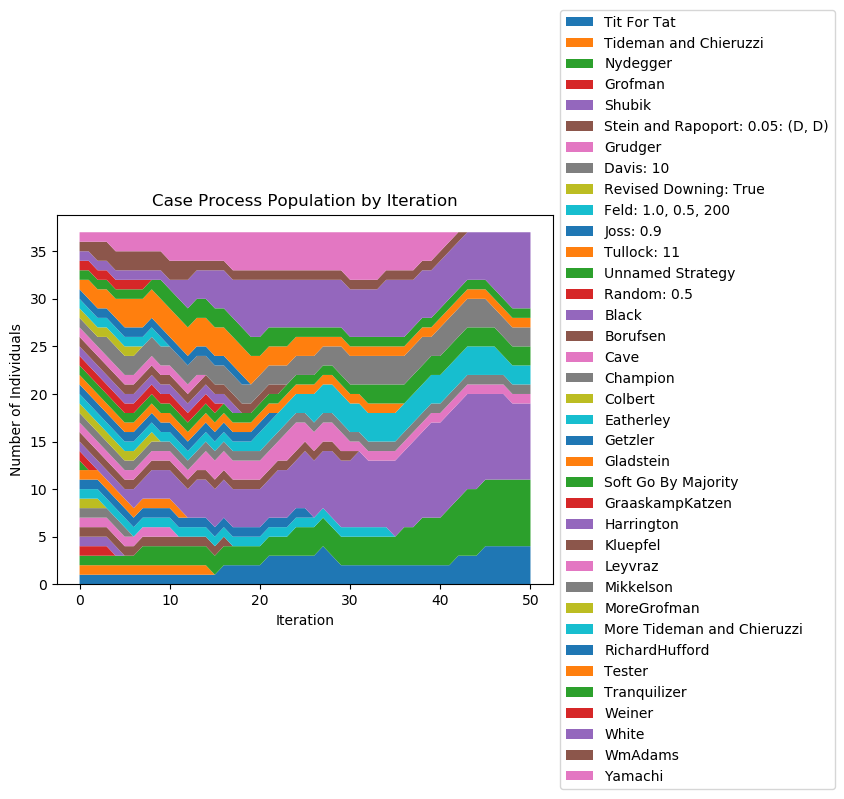 Case Process Population by Iteration
Number of Individuals
35
30
25
20
15
10
5
0
0 10 20 30 40 50
Iteration
Tit For Tat
Tideman and Chieruzzi
Nydegger
Grofman
Shubik
Stein and Rapoport: 0.05: (D, D)
Grudger
Davis: 10
Revised Downing: True
Feld: 1.0, 0.5, 200
Joss: 0.9
Tullock: 11
Unnamed Strategy
Random: 0.5
Black
Borufsen
Cave
Champion
Colbert
Eatherley
Getzler
Gladstein
Soft Go By Majority
GraaskampKatzen
Harrington
Kluepfel
Leyvraz
Mikkelson
MoreGrofman
More Tideman and Chieruzzi
RichardHufford
Tester
Tranquilizer
Weiner
White
WmAdams
Yamachi